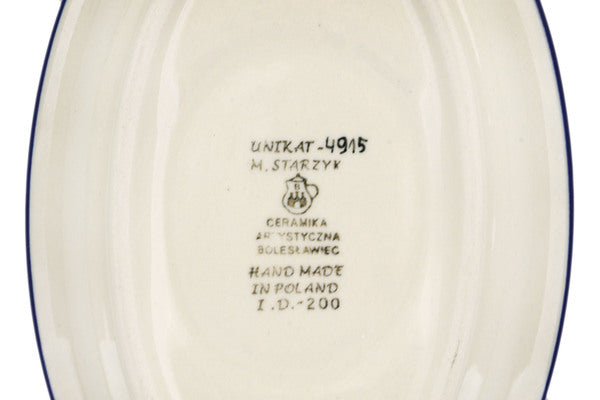 UNIKAT-4915
M. STARZYK
B
CERAMIKA
ARTYSTYCZNA
BOLESŁAWIEC
HAND MADE
IN POLAND
I.D.-200